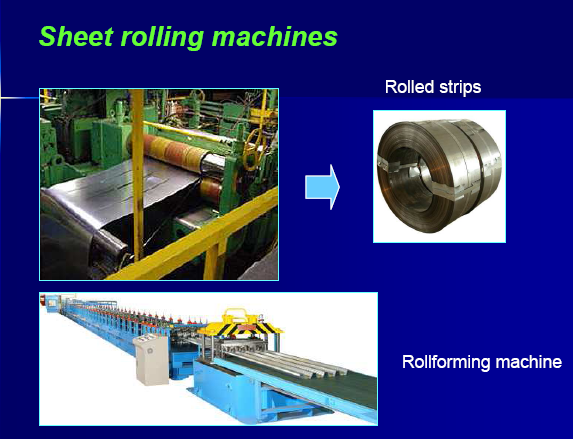 Sheet rolling machines
Rolled strips
Rollforming machine